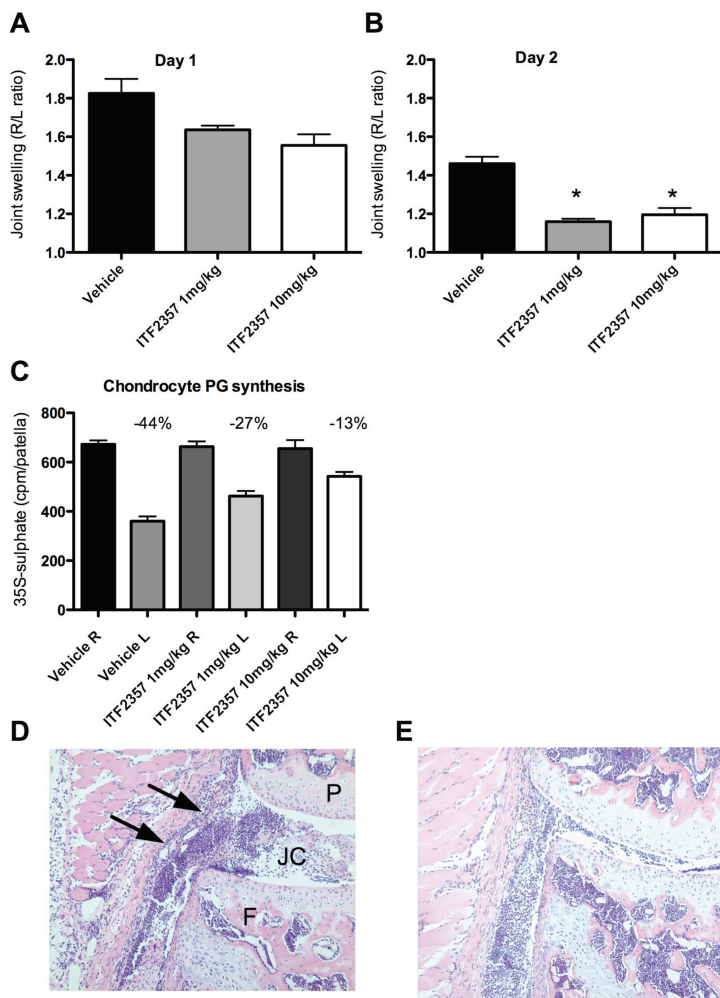 A
Day 1
Joint swelling (R/L ratio)
2.0
1.8
1.6
1.4
1.2
1.0
Vehicle
ITF2357 1mg/kg
ITF2357 10mg/kg
B
Day 2
Joint swelling (R/L ratio)
2.0
1.8
1.6
1.4
1.2
1.0
* *
Vehicle
ITF2357 1mg/kg
ITF2357 10mg/kg
C
Chondrocyte PG synthesis
35S-sulphate (cpm/patella)
800
600
400
200
0
-44% -27% -13%
Vehicle R
Vehicle L
ITF2357 1mg/kg R
ITF2357 1mg/kg L
ITF2357 10mg/kg R
ITF2357 10mg/kg L
D
P
JC
F
E